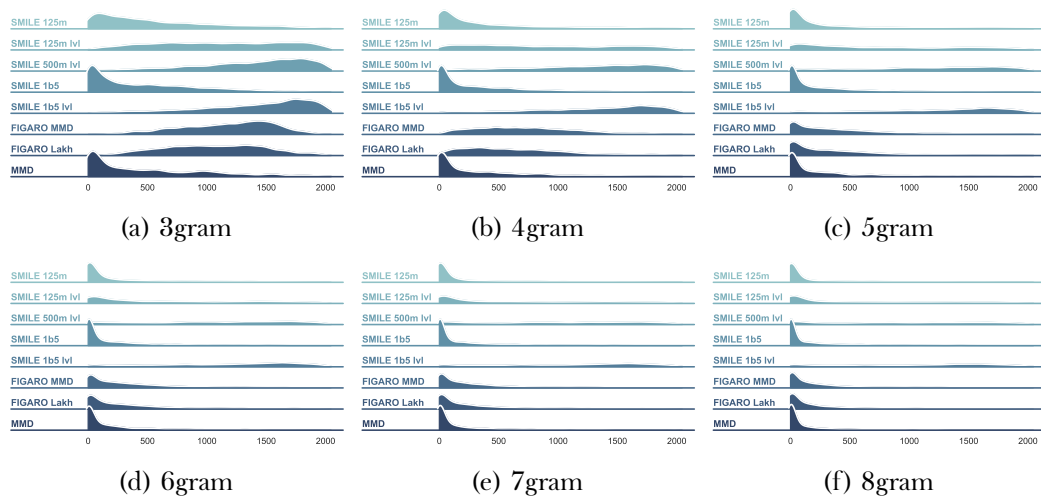 SMILE 125m
SMILE 125m lvl
SMILE 500m lvl
SMILE 1b5
SMILE 1b5 lvl
FIGARO MMD
FIGARO Lakh
MMD
0 500 1000 1500 2000
(a) 3gram
SMILE 125m
SMILE 125m lvl
SMILE 500m lvl
SMILE 1b5
SMILE 1b5 lvl
FIGARO MMD
FIGARO Lakh
MMD
0 500 1000 1500 2000
(b) 4gram
SMILE 125m
SMILE 125m lvl
SMILE 500m lvl
SMILE 1b5
SMILE 1b5 lvl
FIGARO MMD
FIGARO Lakh
MMD
0 500 1000 1500 2000
(c) 5gram
SMILE 125m
SMILE 125m lvl
SMILE 500m lvl
SMILE 1b5
SMILE 1b5 lvl
FIGARO MMD
FIGARO Lakh
MMD
0 500 1000 1500 2000
(d) 6gram
SMILE 125m
SMILE 125m lvl
SMILE 500m lvl
SMILE 1b5
SMILE 1b5 lvl
FIGARO MMD
FIGARO Lakh
MMD
0 500 1000 1500 2000
(e) 7gram
SMILE 125m
SMILE 125m lvl
SMILE 500m lvl
SMILE 1b5
SMILE 1b5 lvl
FIGARO MMD
FIGARO Lakh
MMD
0 500 1000 1500 2000
(f) 8gram